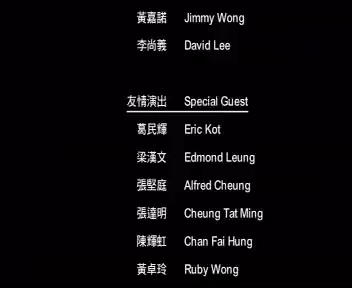 黃嘉諾 Jimmy Wong
李尚義 David Lee
友情演出 Special Guest
葛民輝 Eric Kot
梁漢文 Edmond Leung
張堅庭 Alfred Cheung
張達明 Cheung Tat Ming
陳輝虹 Chan Fai Hung
黃卓玲 Ruby Wong